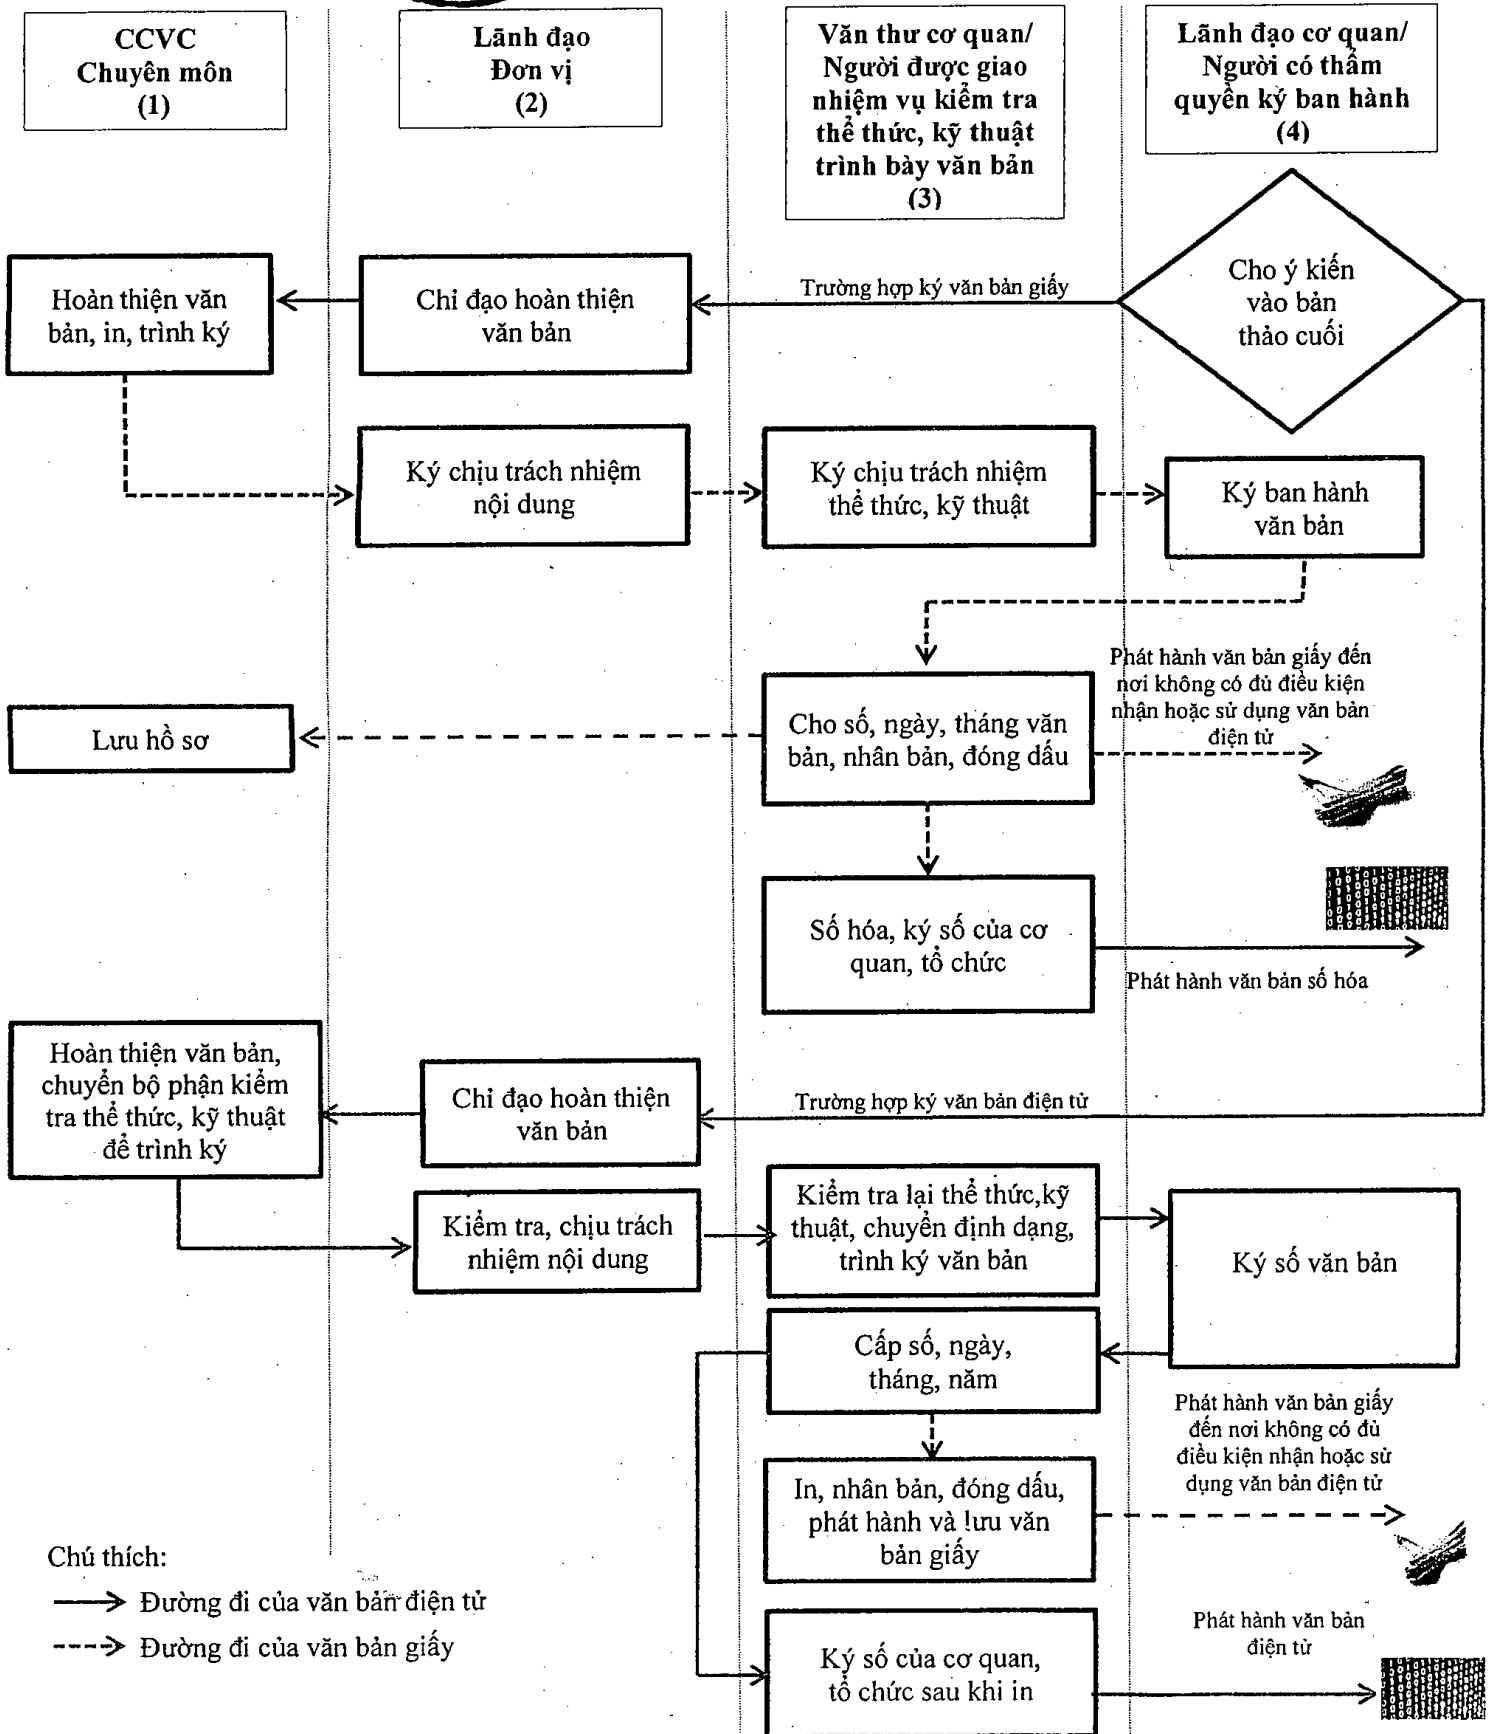 CCVC
Chuyên môn
(1)
Lãnh đạo
Đơn vị
(2)
Văn thư cơ quan/
Người được giao
nhiệm vụ kiểm tra
thể thức, kỹ thuật
trình bày văn bản
(3)
Lãnh đạo cơ quan/
Người có thẩm
quyền ký ban hành
(4)
Cho ý kiến
vào bản
thảo cuối
Trường hợp ký văn bản giấy
Chỉ đạo hoàn thiện
văn bản
Hoàn thiện văn
bản, in, trình ký
Ký chịu trách nhiệm
nội dung
Ký chịu trách nhiệm
thể thức, kỹ thuật
Ký ban hành
văn bản
Cho số, ngày, tháng văn
bản, nhân bản, đóng dấu
Lưu hồ sơ
Phát hành văn bản giấy đến
nơi không có đủ điều kiện
nhận hoặc sử dụng văn bản
điện tử
Số hóa, ký số của cơ
quan, tổ chức
Phát hành văn bản số hóa
Trường hợp ký văn bản điện tử
Chỉ đạo hoàn thiện
văn bản
Hoàn thiện văn bản,
chuyển bộ phận kiểm
tra thể thức, kỹ thuật
để trình ký
Kiểm tra, chịu trách
nhiệm nội dung
Kiểm tra lại thể thức,kỹ
thuật, chuyển định dạng,
trình ký văn bản
Ký số văn bản
Cấp số, ngày,
tháng, năm
In, nhân bản, đóng dấu,
phát hành và lưu văn
bản giấy
Phát hành văn bản giấy
đến nơi không có đủ
điều kiện nhận hoặc sử
dụng văn bản điện tử
Ký số của cơ quan,
tổ chức sau khi in
Phát hành văn bản
điện tử
Chú thích:
Đường đi của văn bản điện tử
Đường đi của văn bản giấy